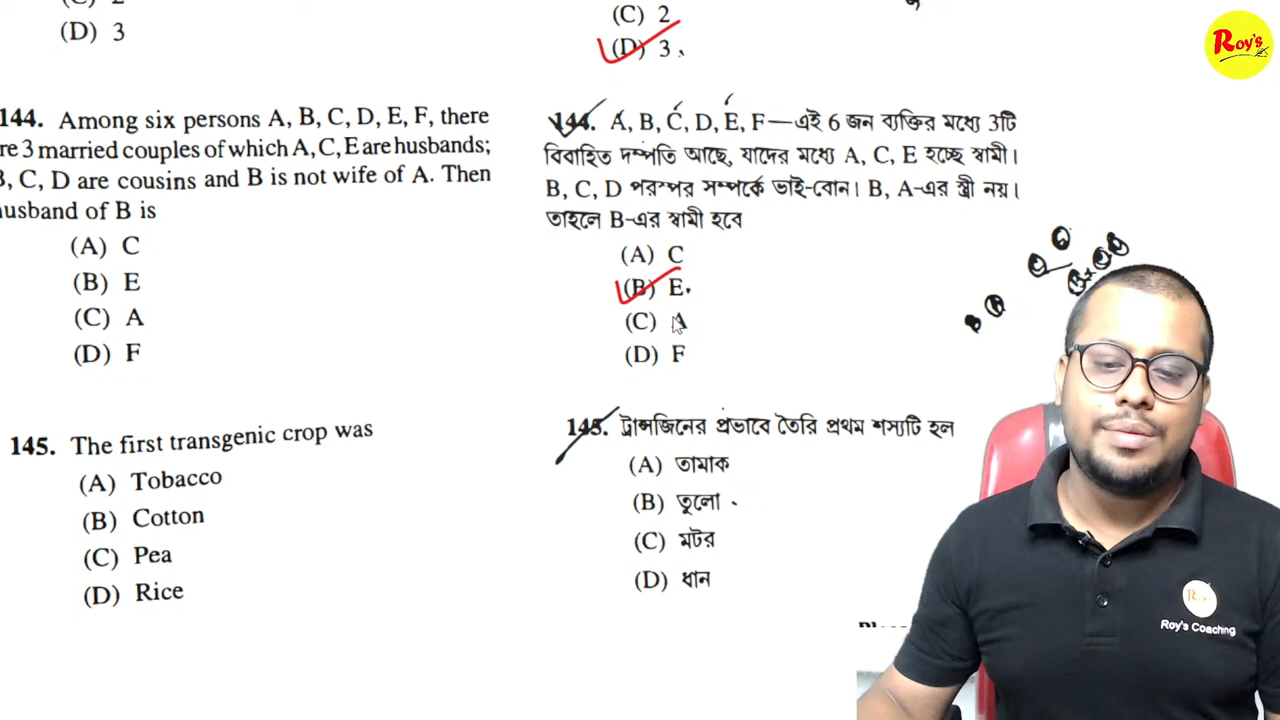 (D) 3
144. Among six persons A, B, C, D, E, F, there
re 3 married couples of which A, C, E are husbands;
B, C, D are cousins and B is not wife of A. Then
usband of B is
(A) C
(B) E
(C) A
(D) F
145. The first transgenic crop was
(A) Tobacco
(B) Cotton
(C) Pea
(D) Rice
(C) 2
(D) 3
144. A, B, C, D, E, F—এই 6 জন ব্যক্তির মধ্যে 3টি
বিবাহিত দম্পতি আছে, যাদের মধ্যে A, C, E হচ্ছে স্বামী।
B, C, D পরস্পর সম্পর্কে ভাই-বোন। B, A-এর স্ত্রী নয়।
তাহলে B-এর স্বামী হবে
(A) C
(B) E
(C) A
(D) F
145. ট্রান্সজিনের প্রভাবে তৈরি প্রথম শস্যটি হল
(A) তামাক
(B) তুলো
(C) মটর
(D) ধান
Roy's
Roy's Coaching